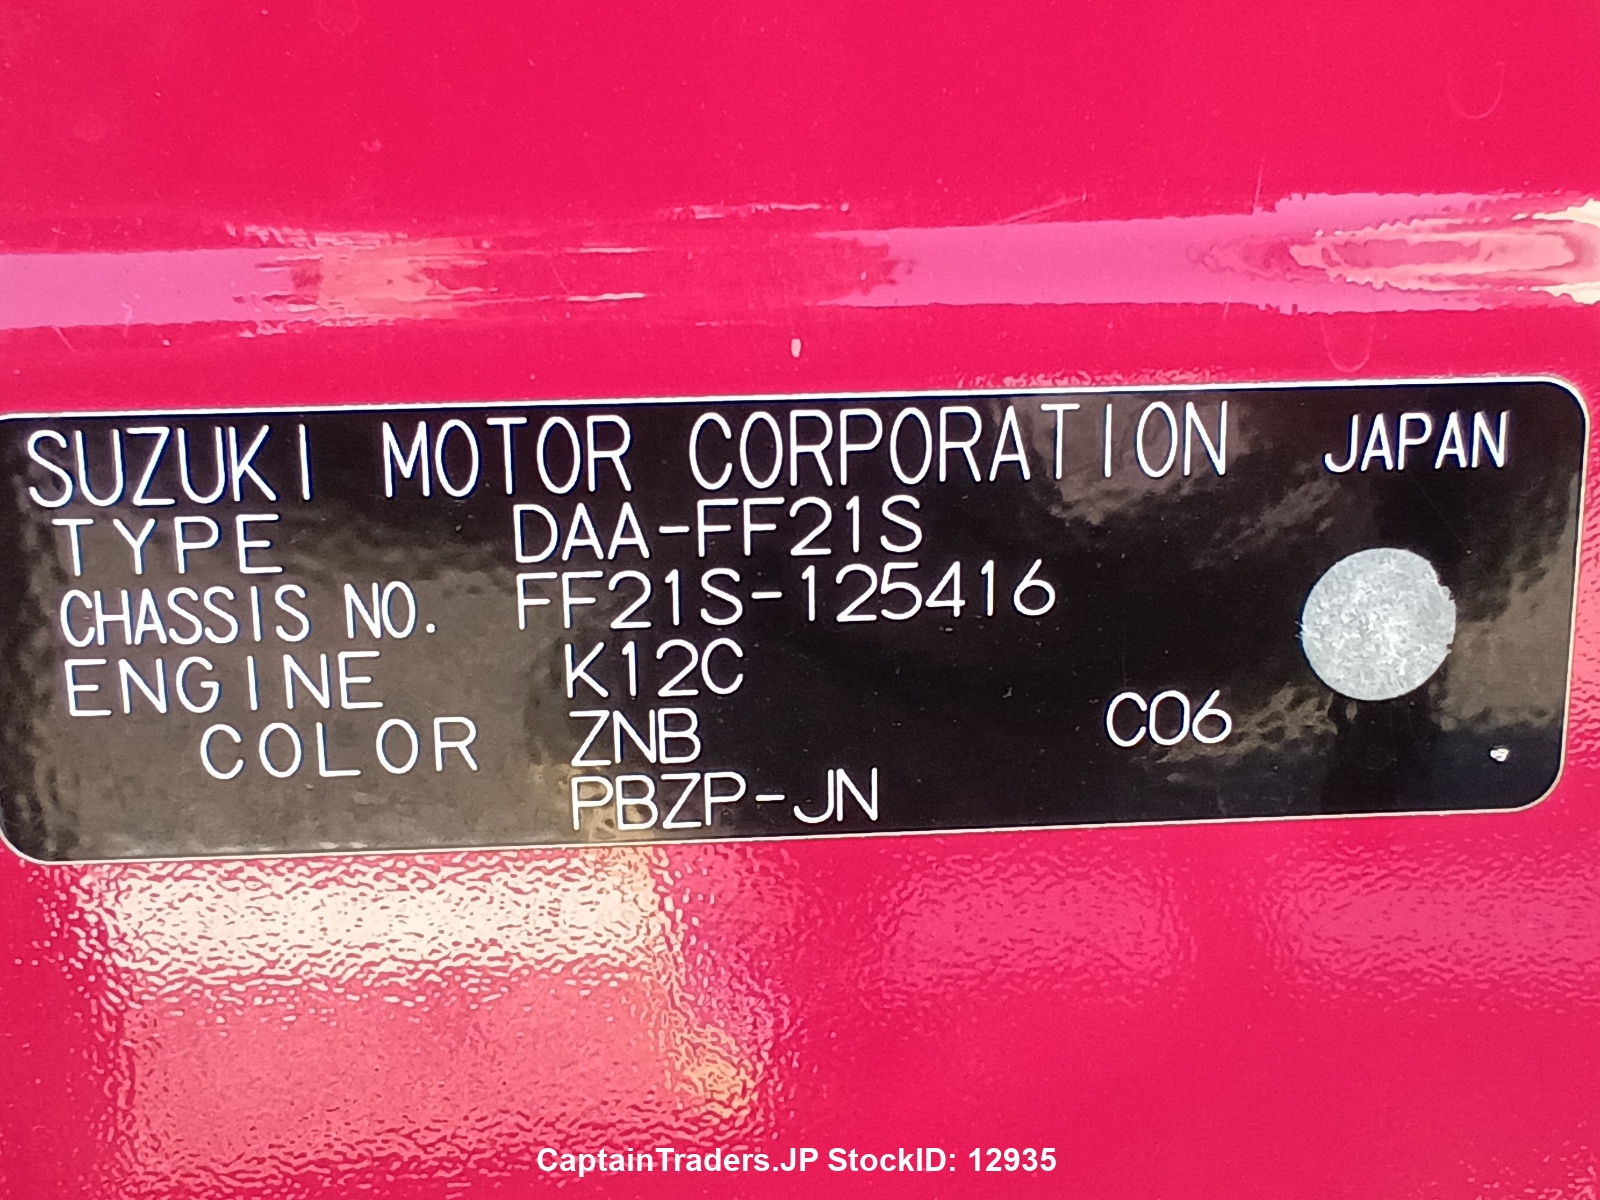 SUZUKI MOTOR CORPORATION JAPAN
TYPE DAA-FF21S
CHASSIS NO. FF21S-125416
ENGINE K12C
COLOR ZNB C06
PBZP-JN
CaptainTraders.JP StockID: 12935